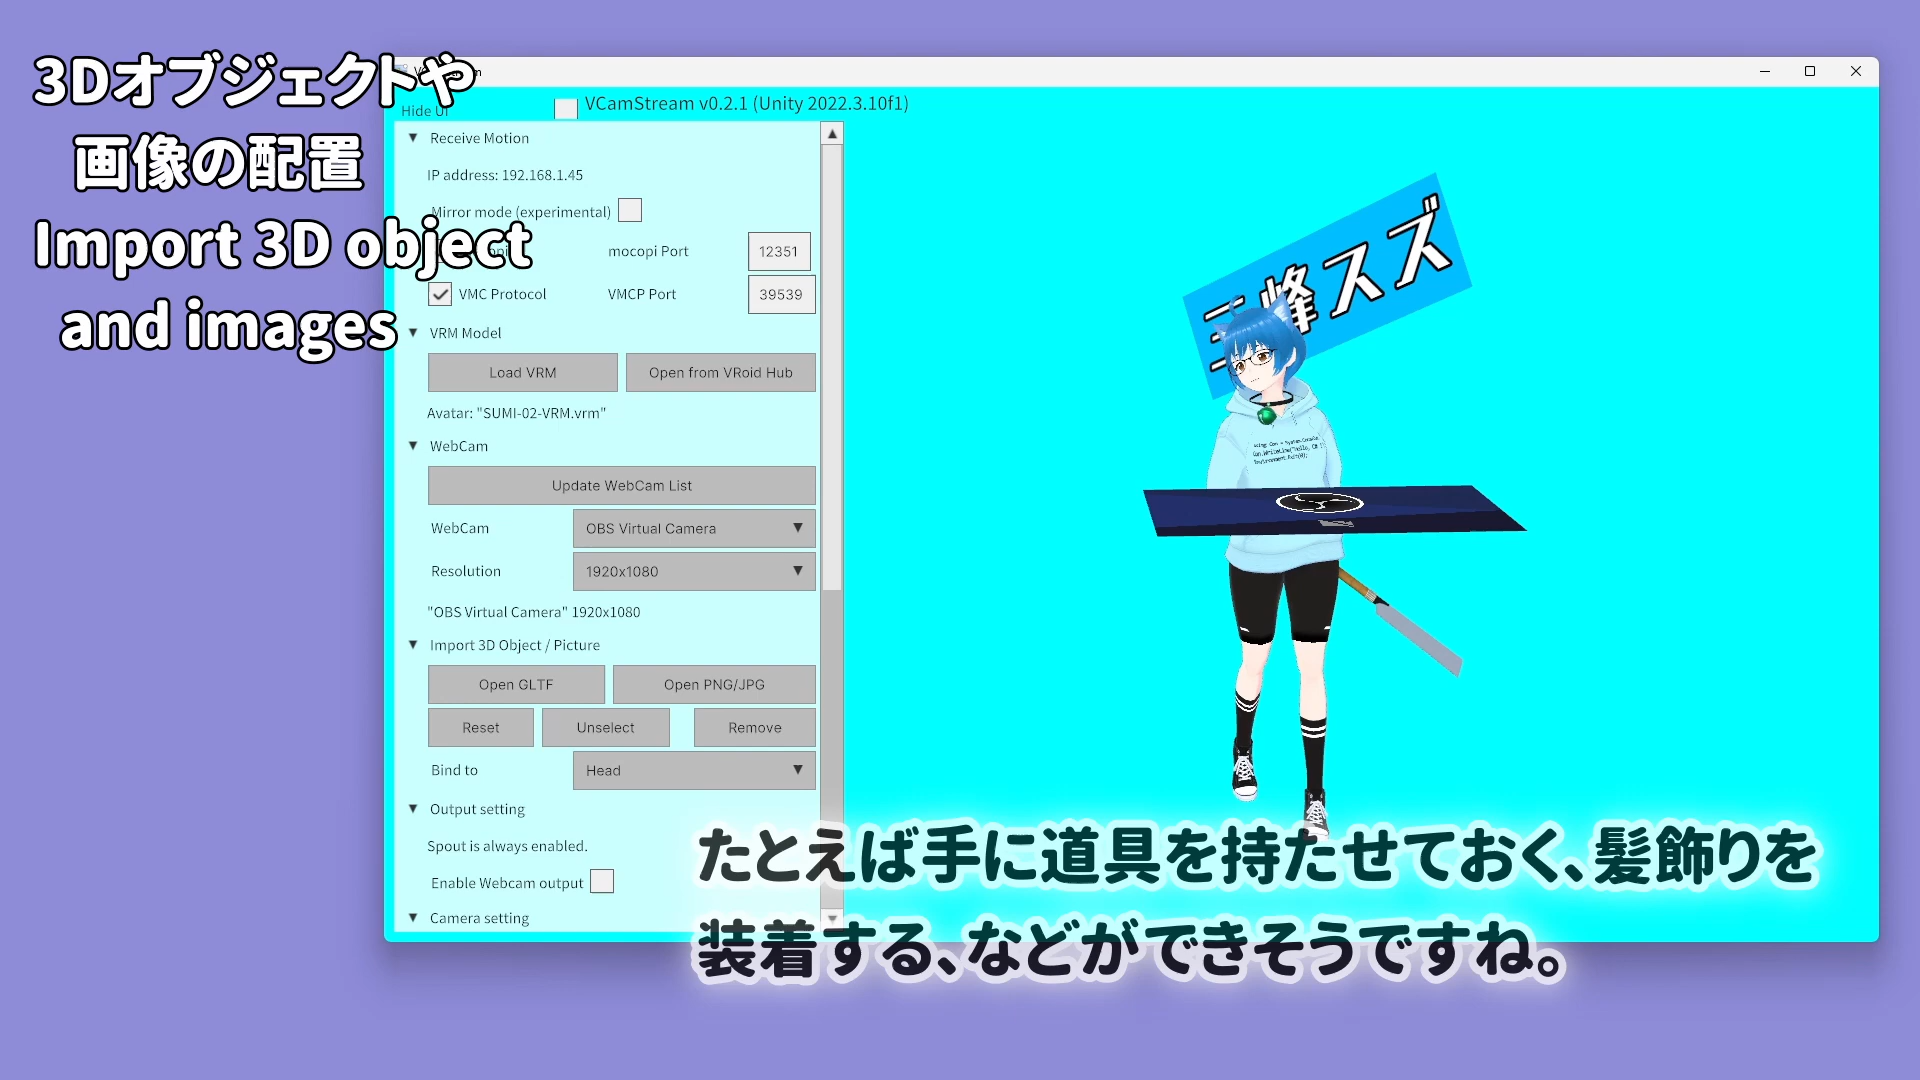 3Dオブジェクトや
画像の配置
Import 3D object
and images
Hide UI
VCamStream v0.2.1 (Unity 2022.3.10f1)
▼ Receive Motion
IP address: 192.168.1.45
Mirror mode (experimental)
mocopi Port 12351
VMC Protocol VMCP Port 39539
▼ VRM Model
Load VRM Open from VRoid Hub
Avatar: "SUMI-02-VRM.vrm"
▼ WebCam
Update WebCam List
WebCam OBS Virtual Camera ▼
Resolution 1920x1080 ▼
"OBS Virtual Camera" 1920x1080
▼ Import 3D Object / Picture
Open GLTF Open PNG/JPG
Reset Unselect Remove
Bind to Head ▼
▼ Output setting
Spout is always enabled.
Enable Webcam output
▼ Camera setting
峰スズ
たとえば手に道具を持たせておく、髪飾りを
装着する、などができそうですね。